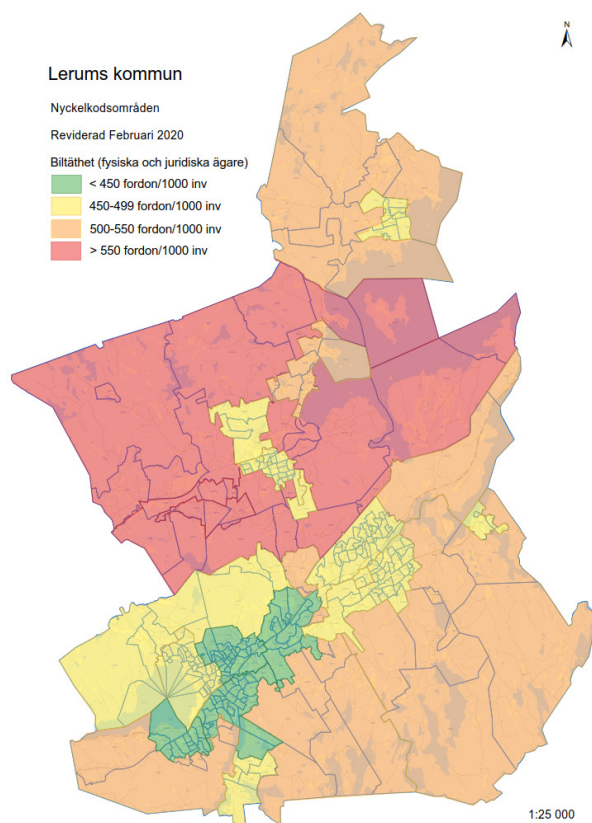 N
Lerums kommun
Nyckelkodsområden
Reviderad Februari 2020
Biltäthet (fysiska och juridiska ägare)
< 450 fordon/1000 inv
450-499 fordon/1000 inv
500-550 fordon/1000 inv
> 550 fordon/1000 inv
1:25 000